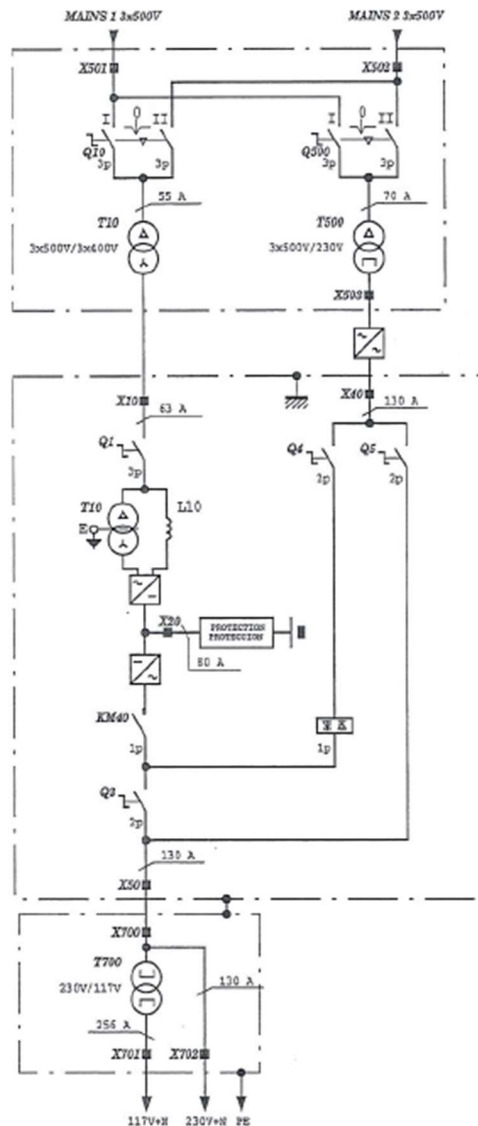 MAINS 1 3x500V MAINS 2 3x500V
X501 X502
I 0 II I 0 II
Q10 Q500
3p 3p 3p 3p
55 A 70 A
T10 T500
3x500V/3x400V 3x500V/230V
X503
X10 X40
63 A 130 A
Q1 Q4 Q5
3p 2p 2p
T10 L10
E
X20 PROTECTION
80 A
KM40
1p 1p
Q3
2p
130 A
X50
X700
T700
230V/117V 130 A
256 A
X701 X702
117V+N 230V+N PE